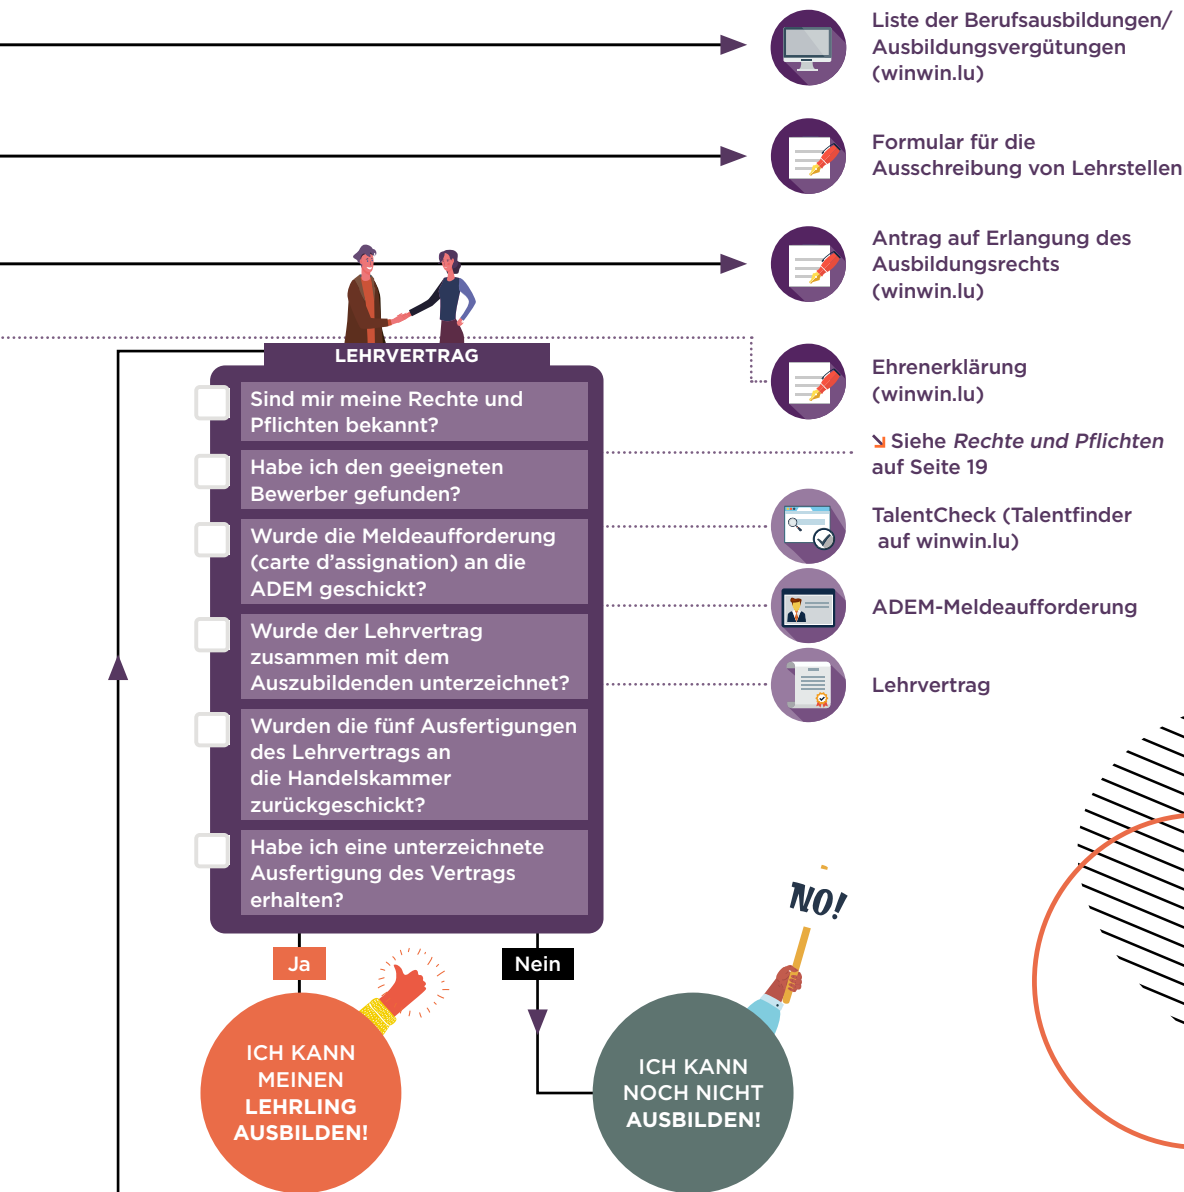 Liste der Berufsausbildungen/
Ausbildungsvergütungen
(winwin.lu)
Formular für die
Ausschreibung von Lehrstellen
Antrag auf Erlangung des
Ausbildungsrechts
(winwin.lu)
Ehrenerklärung
(winwin.lu)
Siehe Rechte und Pflichten
auf Seite 19
TalentCheck (Talentfinder
auf winwin.lu)
ADEM-Meldeaufforderung
Lehrvertrag
LEHRVERTRAG
Sind mir meine Rechte und
Pflichten bekannt?
Habe ich den geeigneten
Bewerber gefunden?
Wurde die Meldeaufforderung
(carte d'assignation) an die
ADEM geschickt?
Wurde der Lehrvertrag
zusammen mit dem
Auszubildenden unterzeichnet?
Wurden die fünf Ausfertigungen
des Lehrvertrags an
die Handelskammer
zurückgeschickt?
Habe ich eine unterzeichnete
Ausfertigung des Vertrags
erhalten?
Ja
Nein
NO!
ICH KANN
MEINEN
LEHRLING
AUSBILDEN!
ICH KANN
NOCH NICHT
AUSBILDEN!